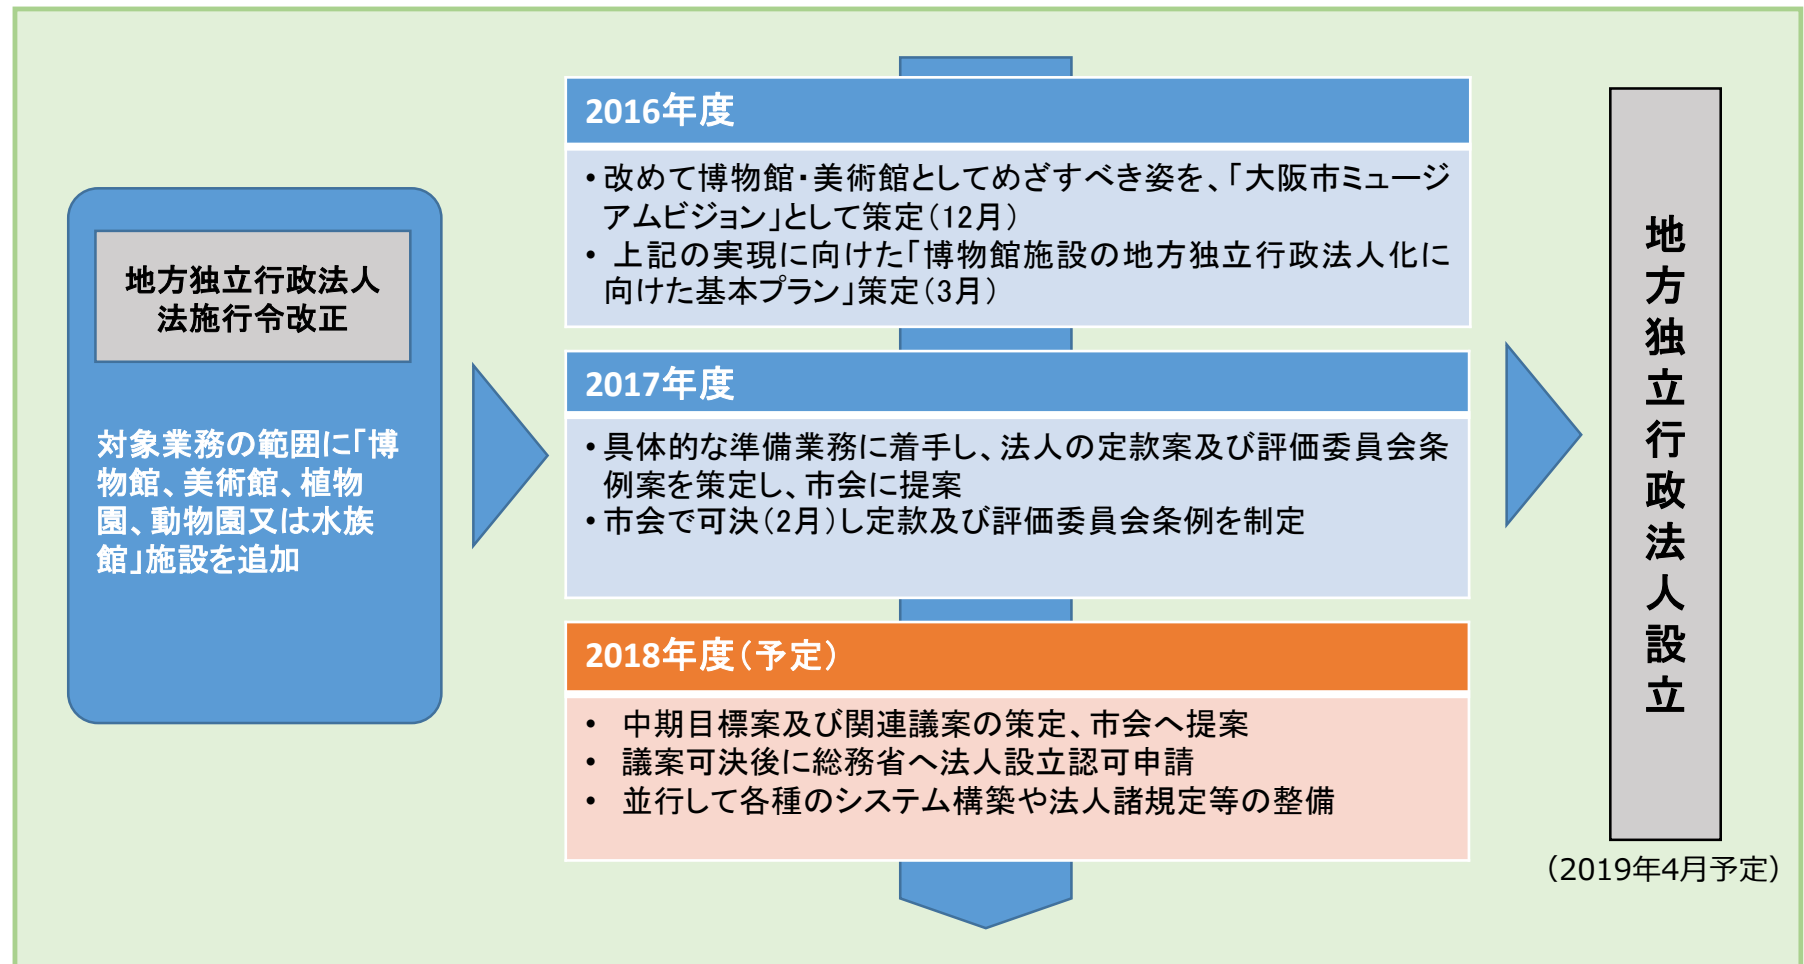 地方独立行政法人
法施行令改正
対象業務の範囲に「博
物館、美術館、植物
園、動物園又は水族
館」施設を追加
2016年度
•改めて博物館・美術館としてめざすべき姿を、「大阪市ミュージ
アムビジョン」として策定(12月)
• 上記の実現に向けた「博物館施設の地方独立行政法人化に
向けた基本プラン」策定(3月)
2017年度
•具体的な準備業務に着手し、法人の定款案及び評価委員会条
例案を策定し、市会に提案
•市会で可決(2月)し定款及び評価委員会条例を制定
2018年度(予定)
• 中期目標案及び関連議案の策定、市会へ提案
• 議案可決後に総務省へ法人設立認可申請
• 並行して各種のシステム構築や法人諸規定等の整備
地方独立行政法人設立
(2019年4月予定)